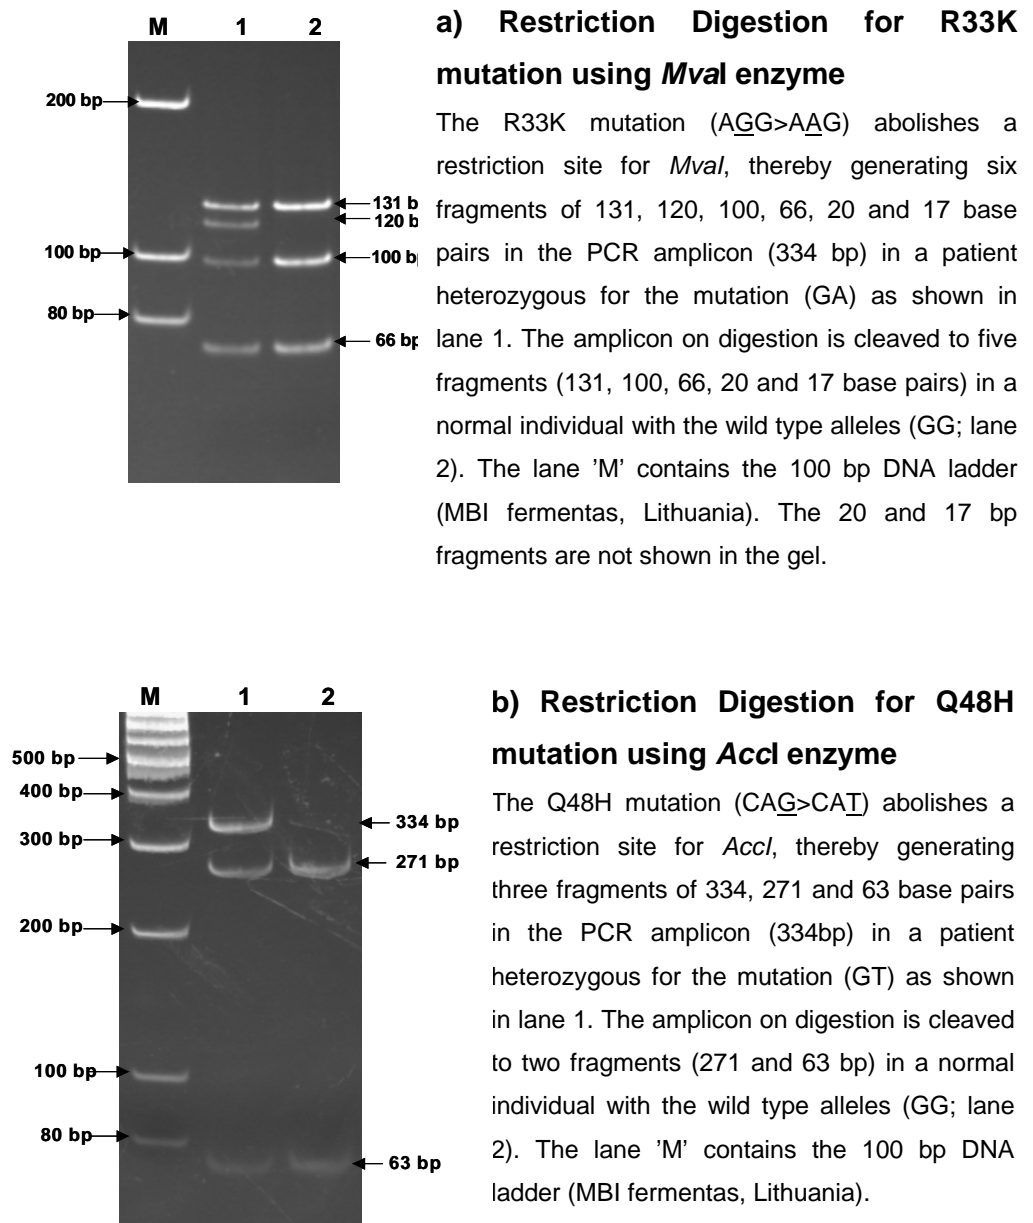 M 1 2
200 bp
100 bp
80 bp
131 b
120 b
100 b
66 bp
a) Restriction Digestion for R33K
mutation using MvaI enzyme
The R33K mutation (AGG>AAG) abolishes a
restriction site for MvaI, thereby generating six
fragments of 131, 120, 100, 66, 20 and 17 base
pairs in the PCR amplicon (334 bp) in a patient
heterozygous for the mutation (GA) as shown in
lane 1. The amplicon on digestion is cleaved to five
fragments (131, 100, 66, 20 and 17 base pairs) in a
normal individual with the wild type alleles (GG; lane
2). The lane ’M’ contains the 100 bp DNA ladder
(MBI fermentas, Lithuania). The 20 and 17 bp
fragments are not shown in the gel.
M 1 2
500 bp
400 bp
300 bp
200 bp
100 bp
80 bp
334 bp
271 bp
63 bp
b) Restriction Digestion for Q48H
mutation using AccI enzyme
The Q48H mutation (CAG>CAT) abolishes a
restriction site for AccI, thereby generating
three fragments of 334, 271 and 63 base pairs
in the PCR amplicon (334bp) in a patient
heterozygous for the mutation (GT) as shown
in lane 1. The amplicon on digestion is cleaved
to two fragments (271 and 63 bp) in a normal
individual with the wild type alleles (GG; lane
2). The lane ’M’ contains the 100 bp DNA
ladder (MBI fermentas, Lithuania).